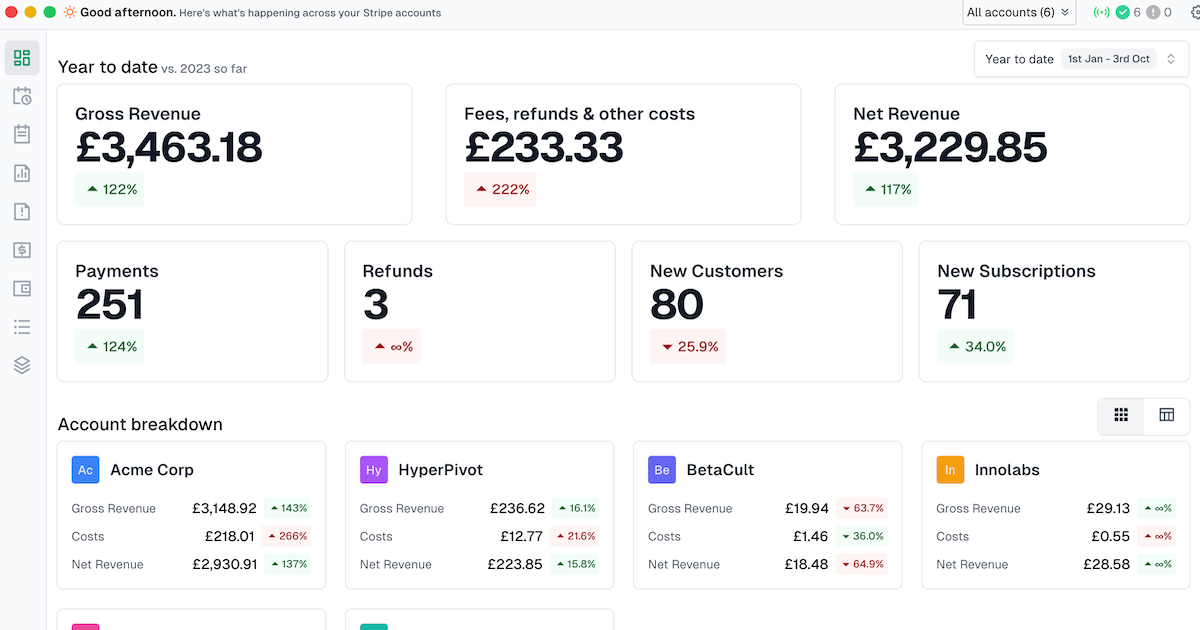 Good afternoon. Here's what's happening across your Stripe accounts
All accounts (6)
6
0
Year to date vs. 2023 so far
Year to date 1st Jan - 3rd Oct
Gross Revenue
£3,463.18
122%
Fees, refunds & other costs
£233.33
222%
Net Revenue
£3,229.85
117%
Payments
251
124%
Refunds
3
∞%
New Customers
80
25.9%
New Subscriptions
71
34.0%
Account breakdown
Ac Acme Corp
Gross Revenue £3,148.92 143%
Costs £218.01 266%
Net Revenue £2,930.91 137%
Hy HyperPivot
Gross Revenue £236.62 16.1%
Costs £12.77 21.6%
Net Revenue £223.85 15.8%
Be BetaCult
Gross Revenue £19.94 63.7%
Costs £1.46 36.0%
Net Revenue £18.48 64.9%
In Innolabs
Gross Revenue £29.13 ∞%
Costs £0.55 ∞%
Net Revenue £28.58 ∞%